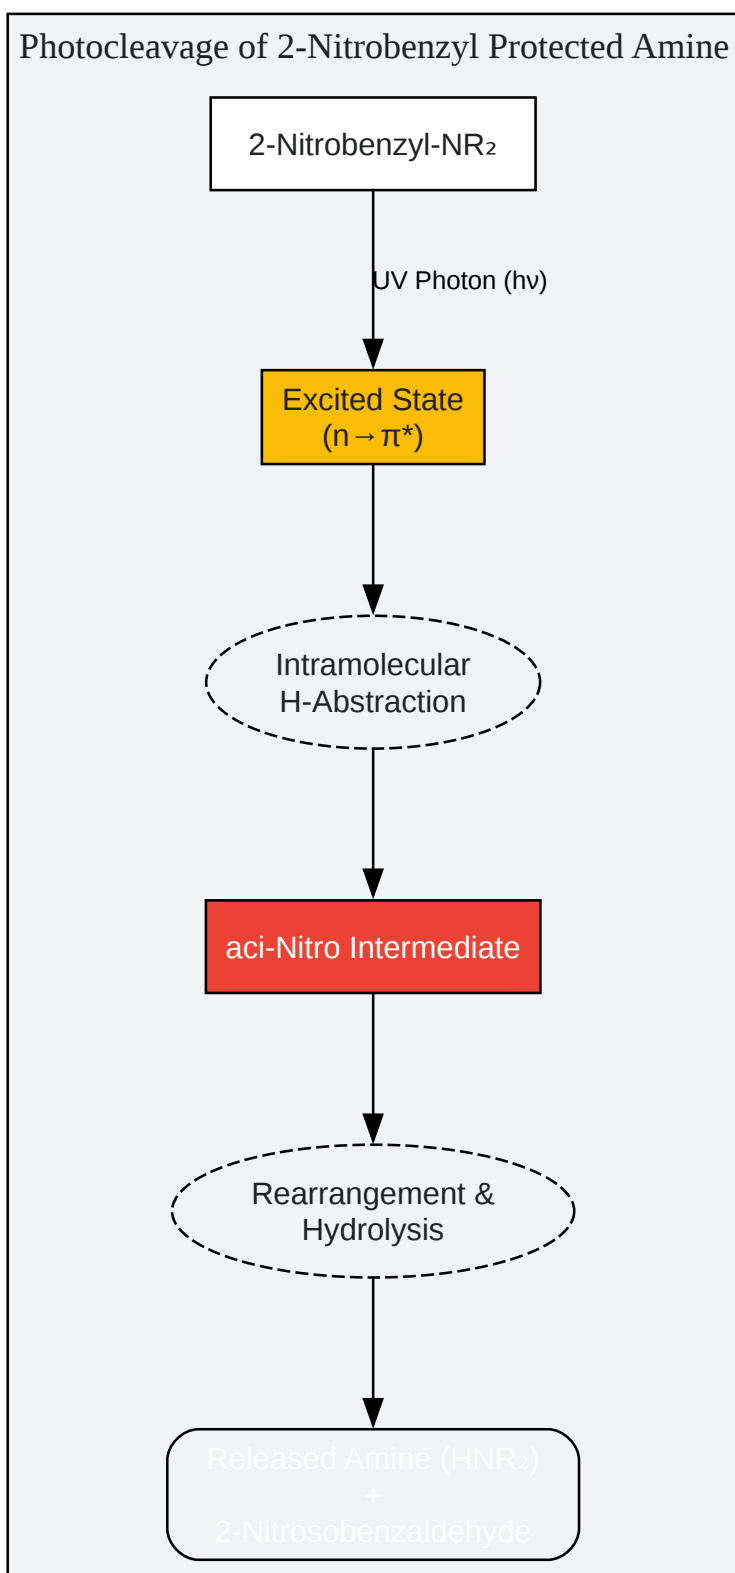 Photocleavage of 2-Nitrobenzyl Protected Amine
2-Nitrobenzyl-NR₂
UV Photon (hν)
Excited State
(n→π*)
Intramolecular
H-Abstraction
aci-Nitro Intermediate
Rearrangement &
Hydrolysis
Released Amine (HNR₂)
+
2-Nitrosobenzaldehyde